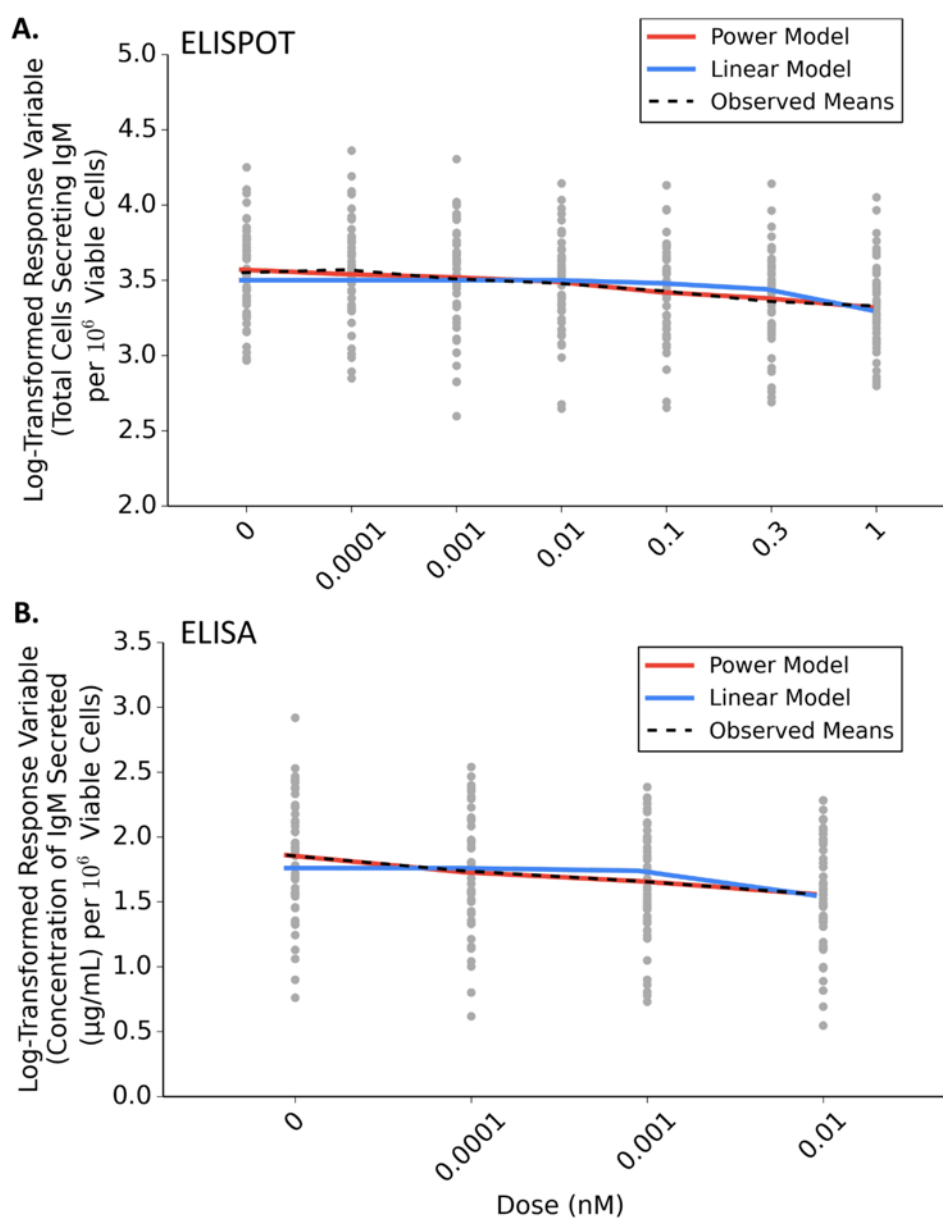 A.
ELISPOT
Power Model
Linear Model
Observed Means
Log-Transformed Response Variable
(Total Cells Secreting IgM
per 10⁶ Viable Cells)
5.0
4.5
4.0
3.5
3.0
2.5
2.0
0
0.0001
0.001
0.01
0.1
0.3
1
B.
ELISA
Power Model
Linear Model
Observed Means
Log-Transformed Response Variable
(Concentration of IgM Secreted
(μg/mL) per 10⁶ Viable Cells)
3.5
3.0
2.5
2.0
1.5
1.0
0.5
0.0
0
0.0001
0.001
0.01
Dose (nM)